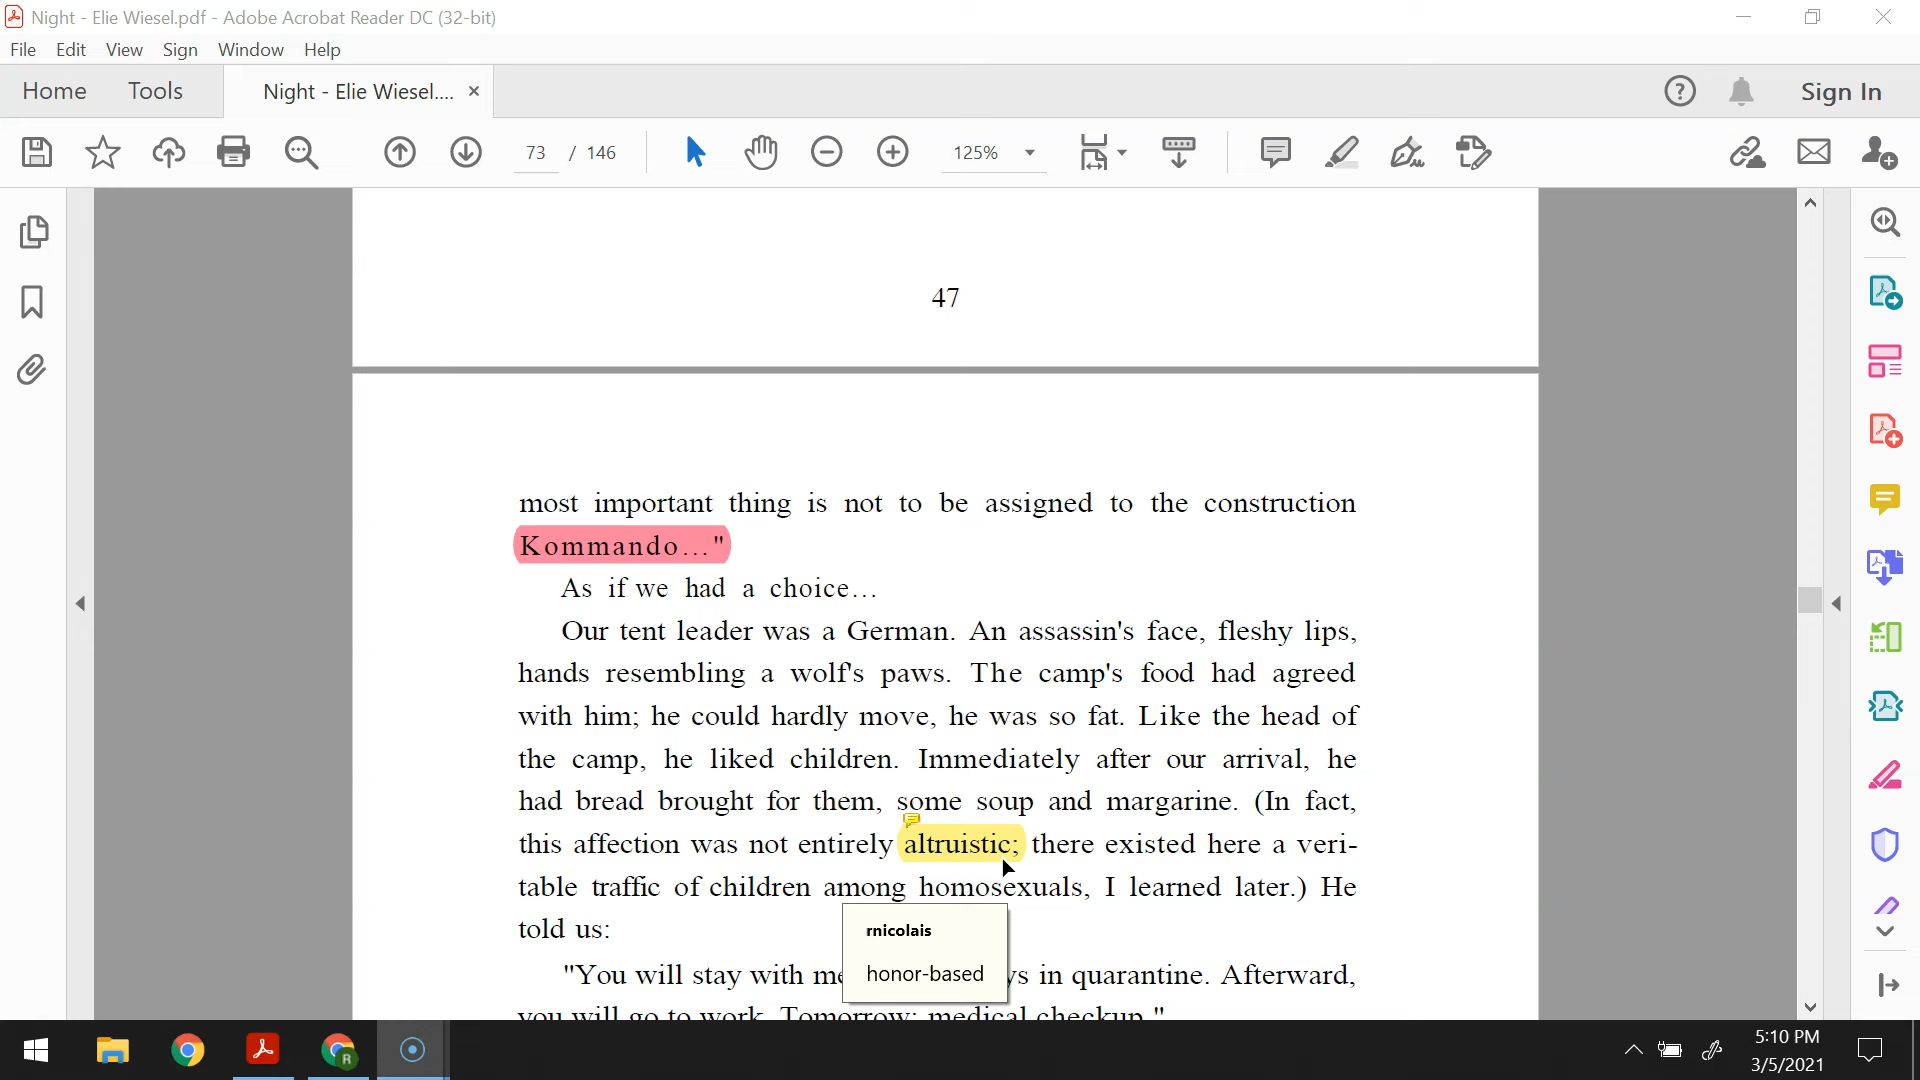 Night - Elie Wiesel.pdf - Adobe Acrobat Reader DC (32-bit)
File Edit View Sign Window Help
Home Tools Night - Elie Wiesel.... × Sign In
73 / 146 125%
47
most important thing is not to be assigned to the construction
Kommando..."
As if we had a choice...
Our tent leader was a German. An assassin's face, fleshy lips,
hands resembling a wolf's paws. The camp's food had agreed
with him; he could hardly move, he was so fat. Like the head of
the camp, he liked children. Immediately after our arrival, he
had bread brought for them, some soup and margarine. (In fact,
this affection was not entirely altruistic; there existed here a veri-
table traffic of children among homosexuals, I learned later.) He
told us:
rnicolais
honor-based
"You will stay with me ys in quarantine. Afterward,
you will go to work. Tomorrow: medical checkup."
R
5:10 PM
3/5/2021